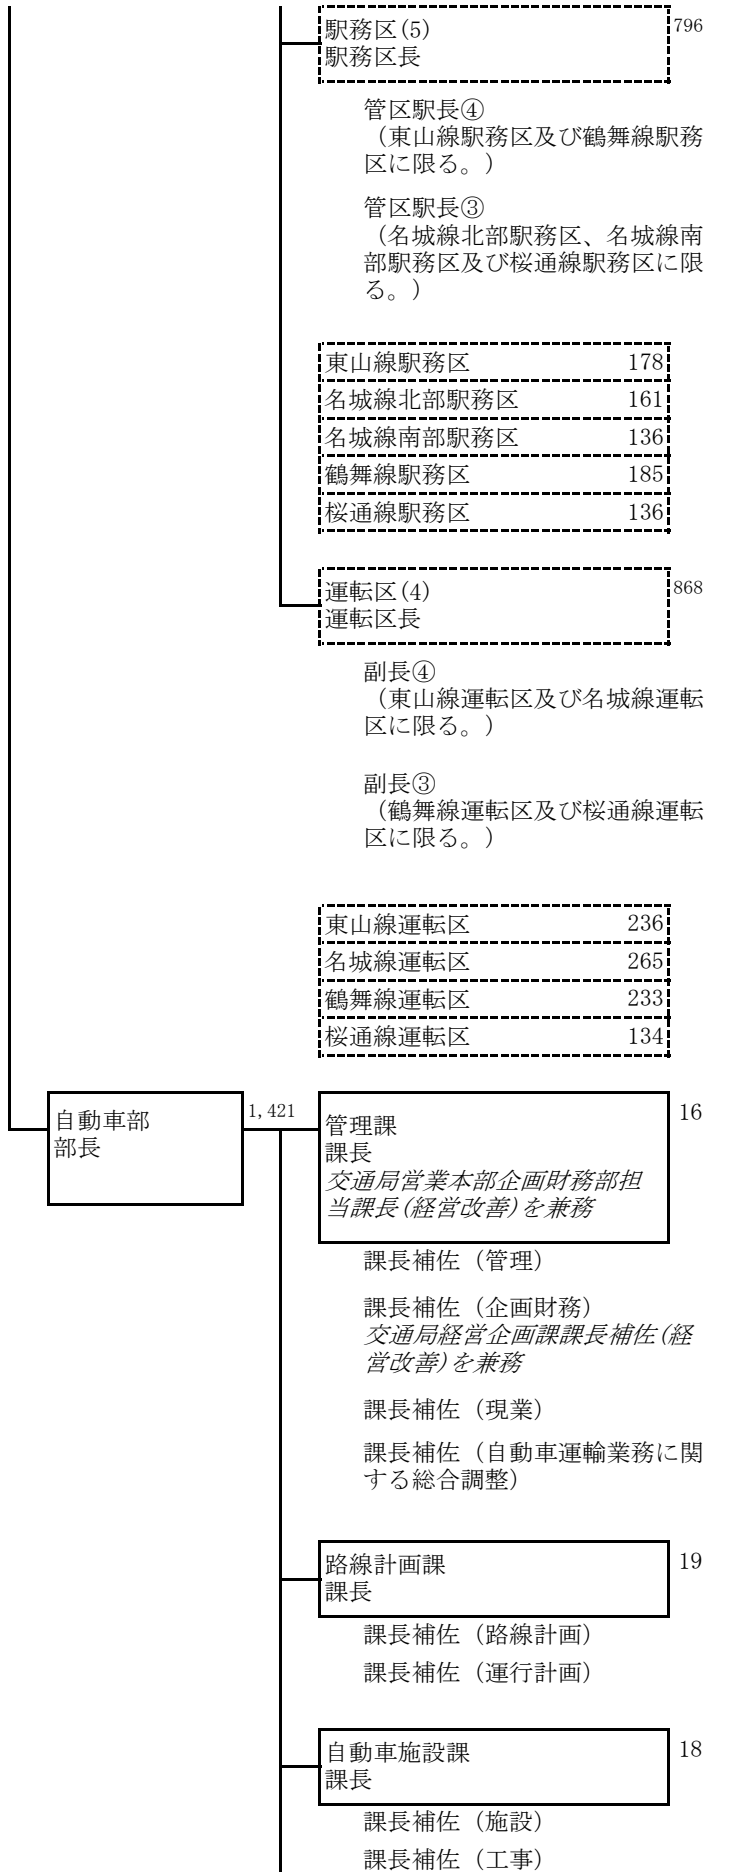 駅務区(5) 796
駅務区長
管区駅長④
（東山線駅務区及び鶴舞線駅務
区に限る。）
管区駅長③
（名城線北部駅務区、名城線南
部駅務区及び桜通線駅務区に限
る。）
東山線駅務区 178
名城線北部駅務区 161
名城線南部駅務区 136
鶴舞線駅務区 185
桜通線駅務区 136
運転区(4) 868
運転区長
副長④
（東山線運転区及び名城線運転
区に限る。）
副長③
（鶴舞線運転区及び桜通線運転
区に限る。）
東山線運転区 236
名城線運転区 265
鶴舞線運転区 233
桜通線運転区 134
自動車部 1,421
部長
管理課 16
課長
交通局営業本部企画財務部担
当課長(経営改善)を兼務
課長補佐（管理）
課長補佐（企画財務）
交通局経営企画課課長補佐(経
営改善)を兼務
課長補佐（現業）
課長補佐（自動車運輸業務に関
する総合調整）
路線計画課 19
課長
課長補佐（路線計画）
課長補佐（運行計画）
自動車施設課 18
課長
課長補佐（施設）
課長補佐（工事）